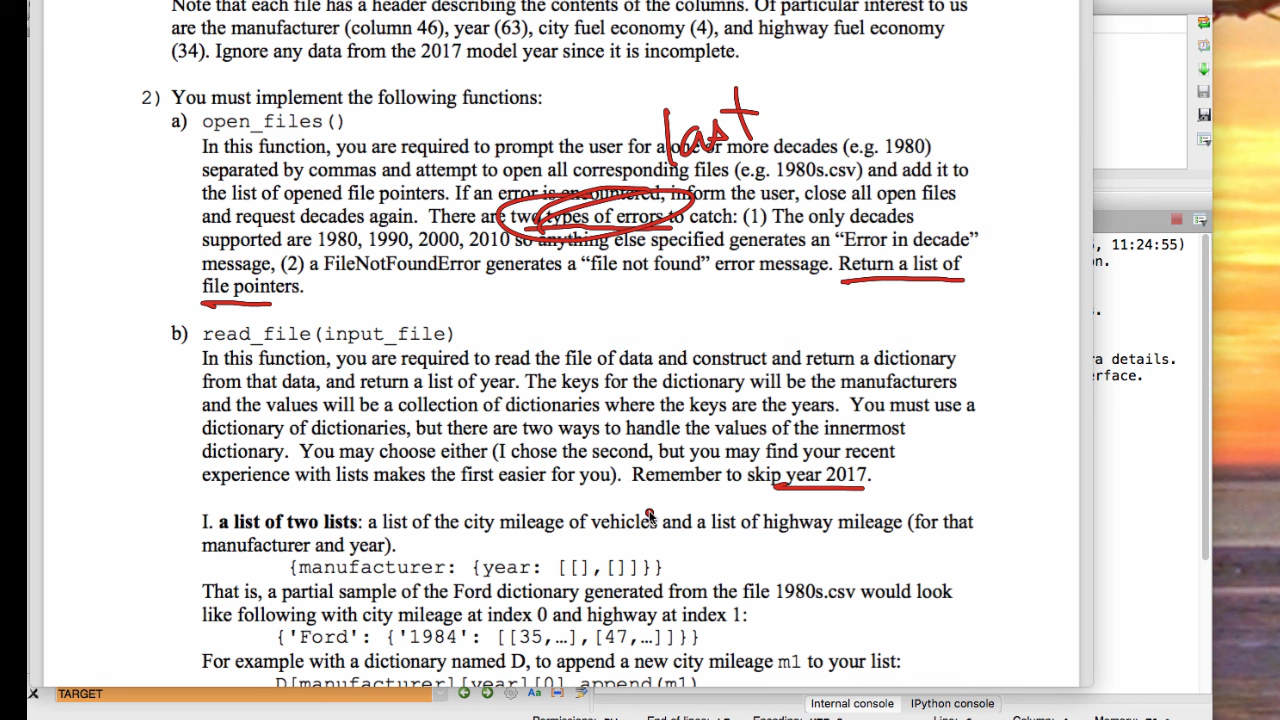 Note that each file has a header describing the contents of the columns. Of particular interest to us
are the manufacturer (column 46), year (63), city fuel economy (4), and highway fuel economy
(34). Ignore any data from the 2017 model year since it is incomplete.
2) You must implement the following functions:
last
a) open_files()
In this function, you are required to prompt the user for a one or more decades (e.g. 1980)
separated by commas and attempt to open all corresponding files (e.g. 1980s.csv) and add it to
the list of opened file pointers. If an error is encountered, inform the user, close all open files
and request decades again. There are two types of errors to catch: (1) The only decades
supported are 1980, 1990, 2000, 2010 so anything else specified generates an “Error in decade”
message, (2) a FileNotFoundError generates a “file not found” error message. Return a list of
file pointers.
b) read_file(input_file)
In this function, you are required to read the file of data and construct and return a dictionary
from that data, and return a list of year. The keys for the dictionary will be the manufacturers
and the values will be a collection of dictionaries where the keys are the years. You must use a
dictionary of dictionaries, but there are two ways to handle the values of the innermost
dictionary. You may choose either (I chose the second, but you may find your recent
experience with lists makes the first easier for you). Remember to skip year 2017.
I. a list of two lists: a list of the city mileage of vehicles and a list of highway mileage (for that
manufacturer and year).
{manufacturer: {year: [[],[]]}}
That is, a partial sample of the Ford dictionary generated from the file 1980s.csv would look
like following with city mileage at index 0 and highway at index 1:
{'Ford': {'1984': [[35,…],[47,…]]}}
For example with a dictionary named D, to append a new city mileage m1 to your list:
D[manufacturer][year][0].append(m1)
, 11:24:55)
on.
s.
ra details.
erface.
TARGET
Aa
Internal console
IPython console